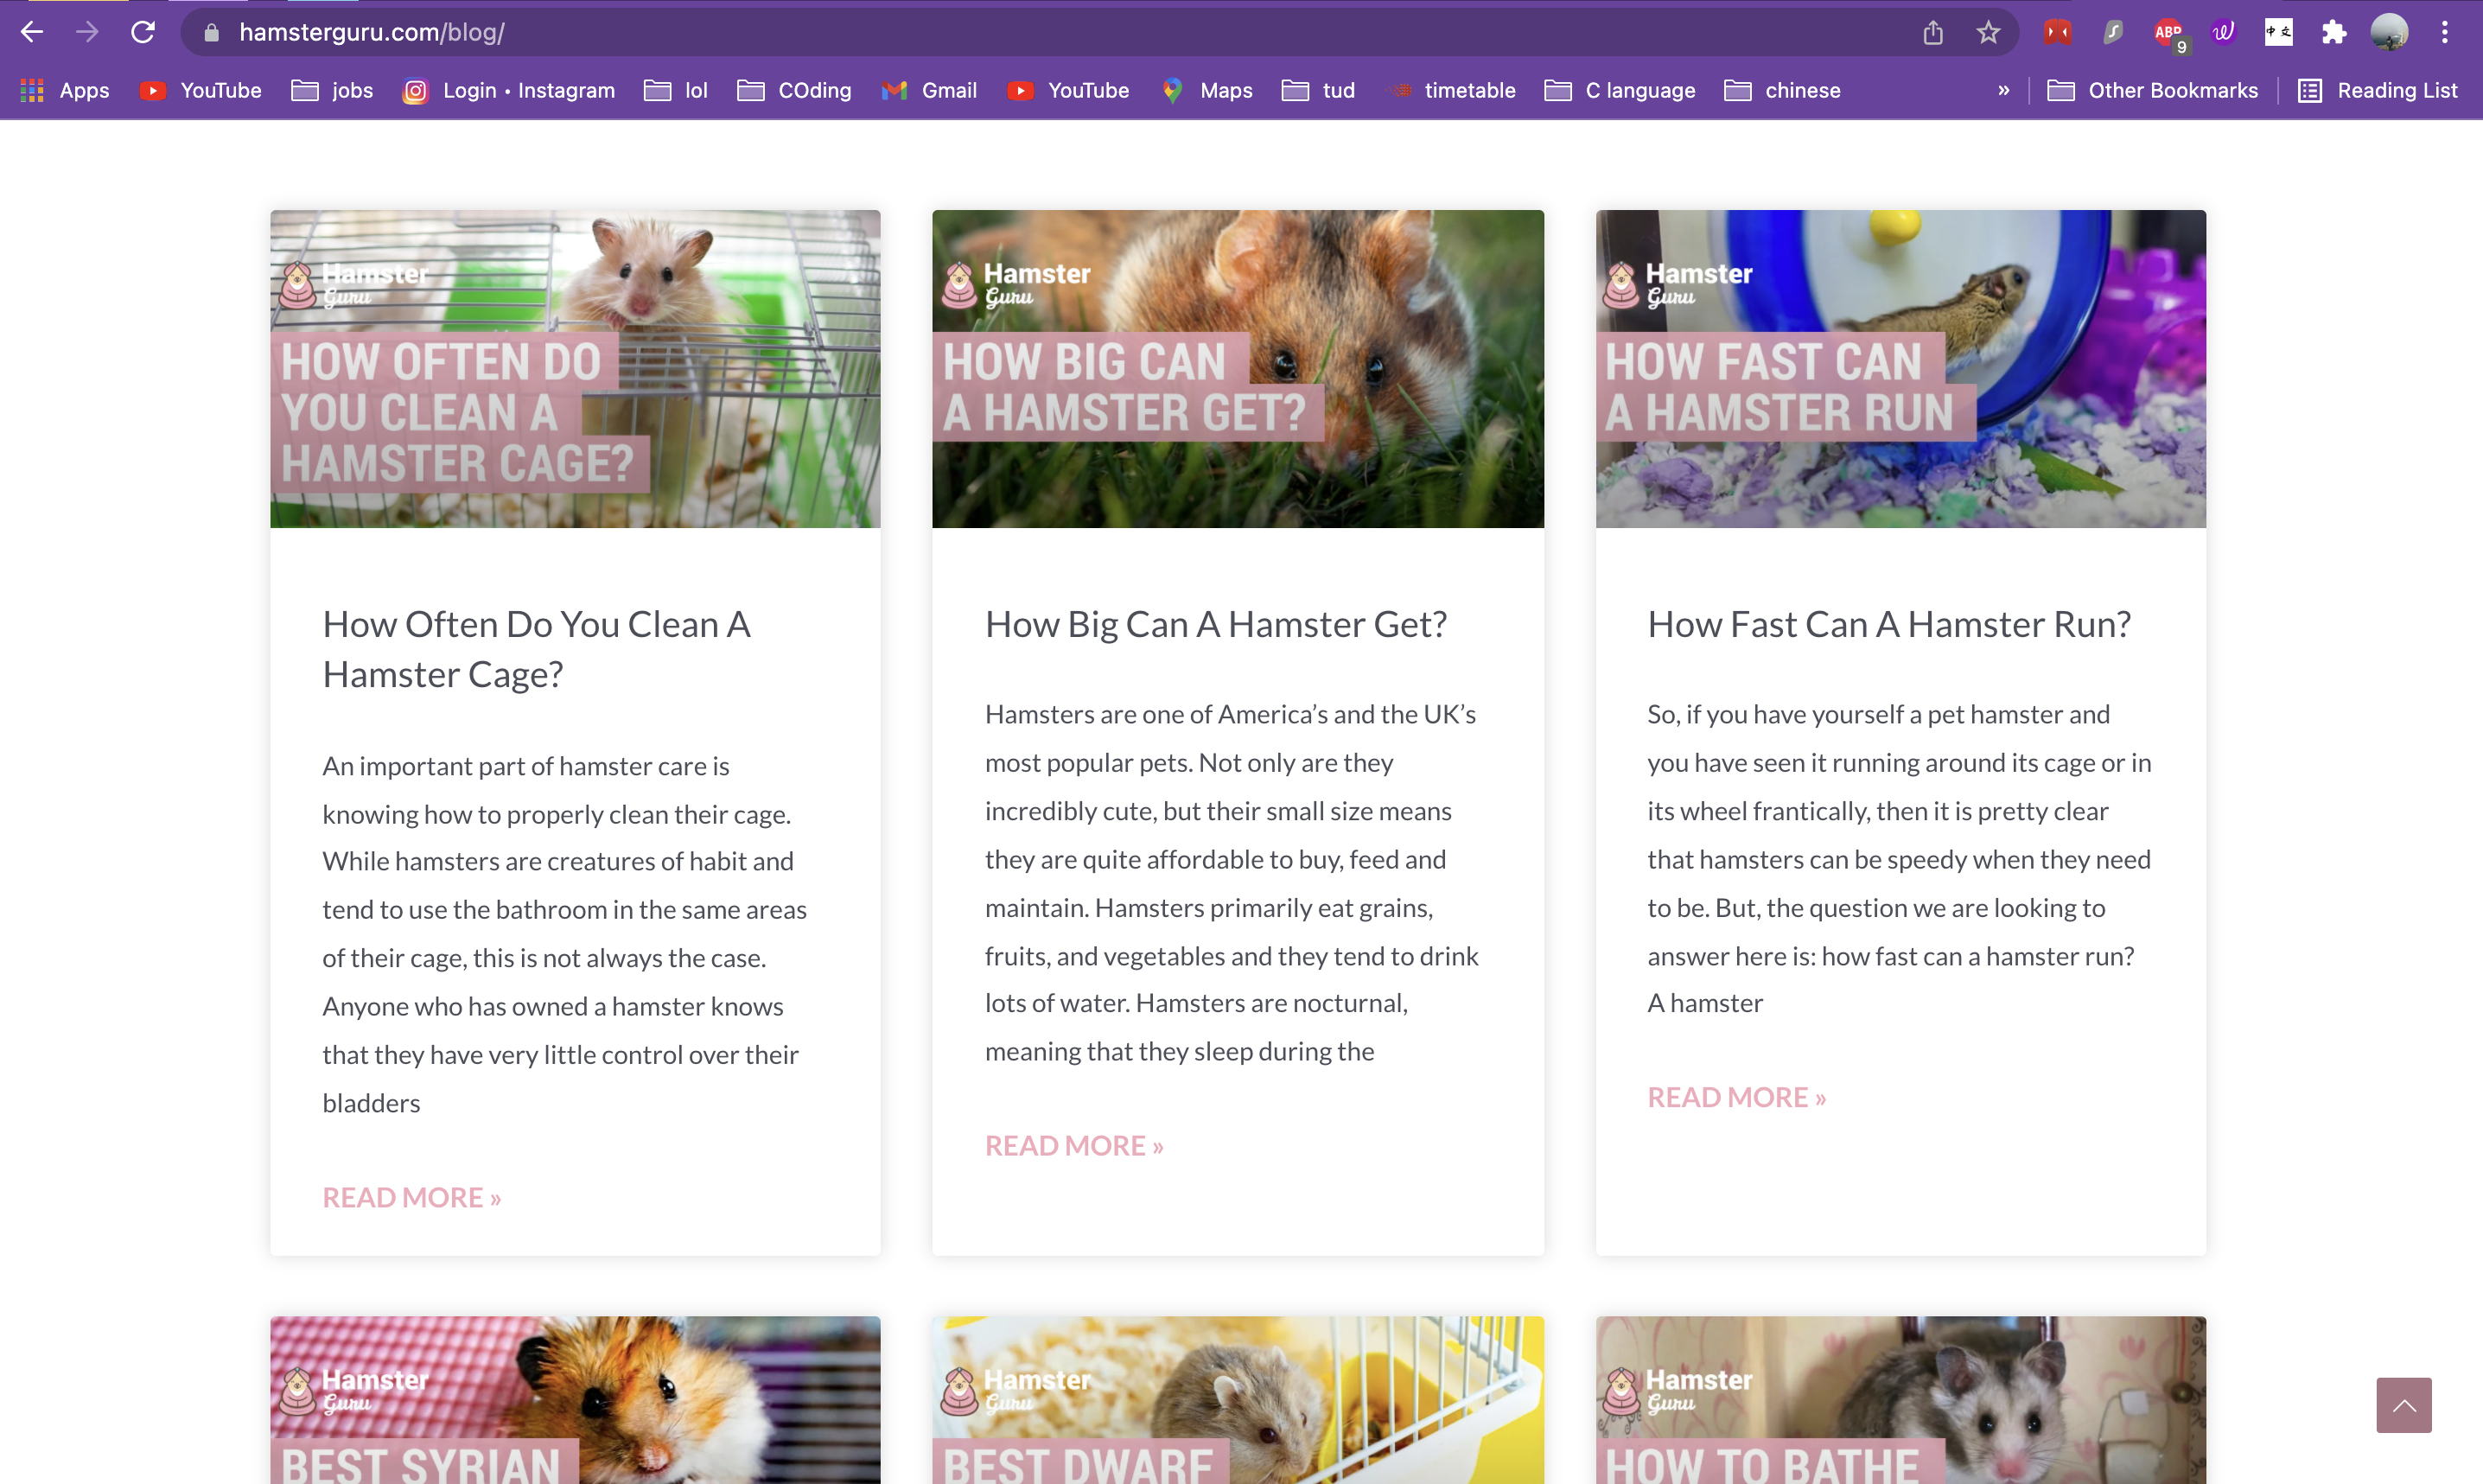 hamsterguru.com/blog/
ABP
9
中 文
Apps
YouTube
jobs
Login • Instagram
lol
COding
Gmail
YouTube
Maps
tud
timetable
C language
chinese
»
Other Bookmarks
Reading List
Hamster
Guru
HOW OFTEN DO
YOU CLEAN A
HAMSTER CAGE?
How Often Do You Clean A
Hamster Cage?
An important part of hamster care is
knowing how to properly clean their cage.
While hamsters are creatures of habit and
tend to use the bathroom in the same areas
of their cage, this is not always the case.
Anyone who has owned a hamster knows
that they have very little control over their
bladders
READ MORE »
Hamster
Guru
HOW BIG CAN
A HAMSTER GET?
How Big Can A Hamster Get?
Hamsters are one of America’s and the UK’s
most popular pets. Not only are they
incredibly cute, but their small size means
they are quite affordable to buy, feed and
maintain. Hamsters primarily eat grains,
fruits, and vegetables and they tend to drink
lots of water. Hamsters are nocturnal,
meaning that they sleep during the
READ MORE »
Hamster
Guru
HOW FAST CAN
A HAMSTER RUN
How Fast Can A Hamster Run?
So, if you have yourself a pet hamster and
you have seen it running around its cage or in
its wheel frantically, then it is pretty clear
that hamsters can be speedy when they need
to be. But, the question we are looking to
answer here is: how fast can a hamster run?
A hamster
READ MORE »
Hamster
Guru
BEST SYRIAN
Hamster
Guru
BEST DWARF
Hamster
Guru
HOW TO BATHE